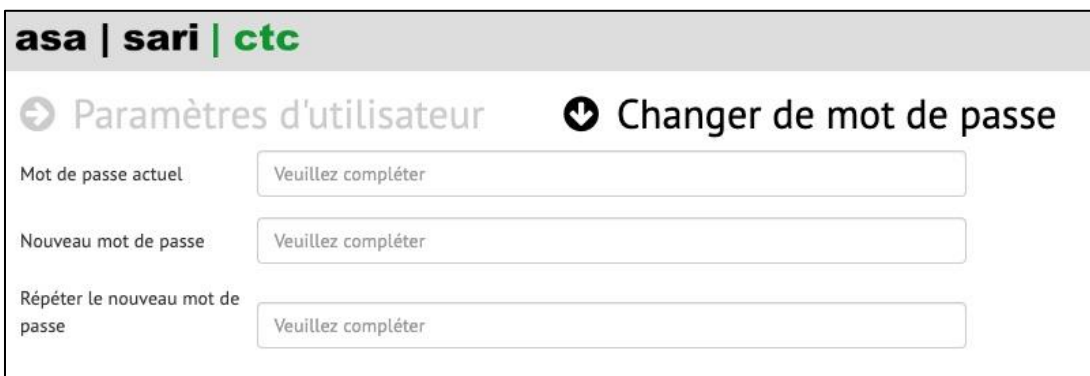 asa | sari | ctc
Paramètres d'utilisateur Changer de mot de passe
Mot de passe actuel Veuillez compléter
Nouveau mot de passe Veuillez compléter
Répéter le nouveau mot de
passe Veuillez compléter